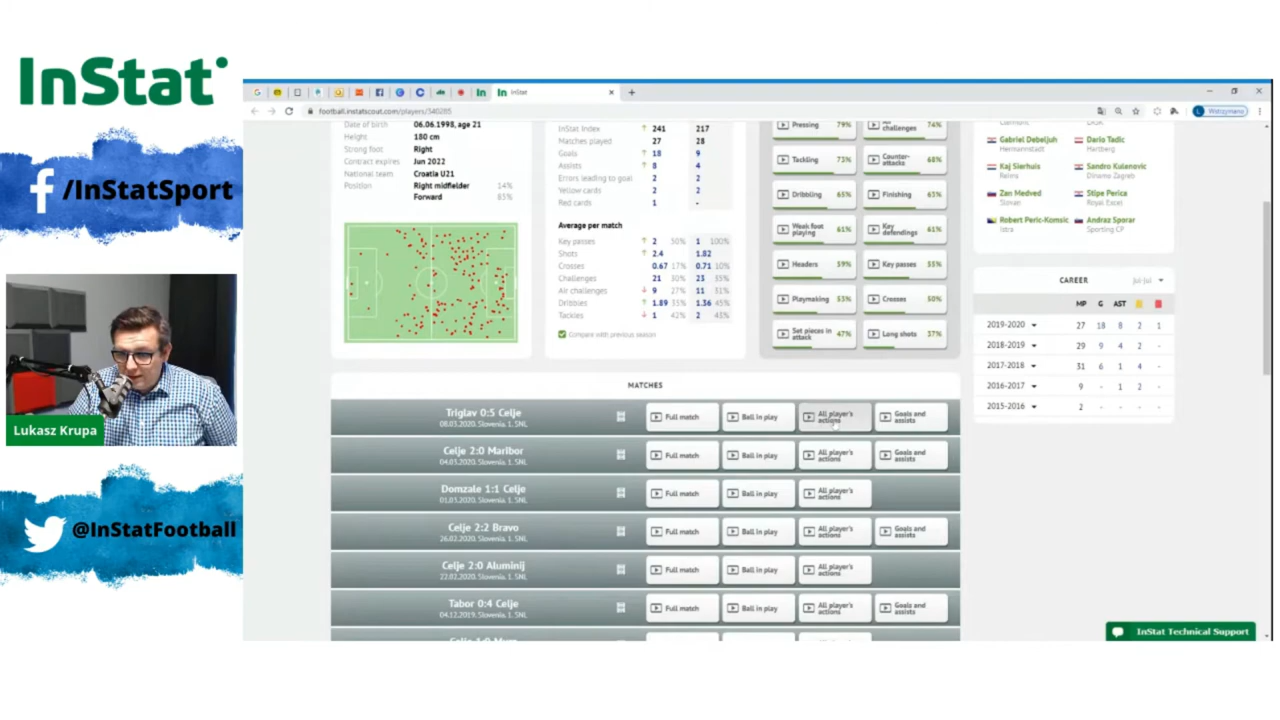 InStat
/InStatSport
Lukasz Krupa
@InStatFootball
InStat
football.instatscout.com/players/340285
Wstrzymano
Date of birth 06.06.1998, age 21
Height 180 cm
Strong foot Right
Contract expires Jun 2022
National team Croatia U21
Position Right midfielder 14%
Forward 85%
InStat Index 241 217
Matches played 27 28
Goals 18 9
Assists 8 4
Errors leading to goal 2 2
Yellow cards 2 2
Red cards 1 -
Average per match
Key passes 2 30% 1 100%
Shots 2.4 1.82
Crosses 0.67 17% 0.71 10%
Challenges 21 30% 23 35%
Air challenges 9 27% 11 31%
Dribbles 1.89 35% 1.36 45%
Tackles 1 42% 2 43%
Compare with previous season
Pressing 79%
challenges 74%
Tackling 73%
Counter-attacks 68%
Dribbling 65%
Finishing 63%
Weak foot playing 61%
Key defendings 61%
Headers 59%
Key passes 55%
Playmaking 53%
Crosses 50%
Set pieces in attack 47%
Long shots 37%
Gabriel Debeljuh
Hermannstadt
Dario Tadic
Hartberg
Kaj Sierhuis
Reims
Sandro Kulenovic
Dinamo Zagreb
Zan Medved
Slovan
Stipe Perica
Royal Excel
Robert Peric-Komsic
Istra
Andraz Sporar
Sporting CP
CAREER Jul-Jul
MP G AST
2019-2020 27 18 8 2 1
2018-2019 29 9 4 2 -
2017-2018 31 6 1 4 -
2016-2017 9 - 1 2 -
2015-2016 2 - - - -
MATCHES
Triglav 0:5 Celje
08.03.2020. Slovenia. 1. SNL
Full match Ball in play All player's actions Goals and assists
Celje 2:0 Maribor
04.03.2020. Slovenia. 1. SNL
Full match Ball in play All player's actions Goals and assists
Domzale 1:1 Celje
01.03.2020. Slovenia. 1. SNL
Full match Ball in play All player's actions
Celje 2:2 Bravo
26.02.2020. Slovenia. 1. SNL
Full match Ball in play All player's actions Goals and assists
Celje 2:0 Aluminij
22.02.2020. Slovenia. 1. SNL
Full match Ball in play All player's actions
Tabor 0:4 Celje
04.12.2019. Slovenia. 1. SNL
Full match Ball in play All player's actions Goals and assists
InStat Technical Support